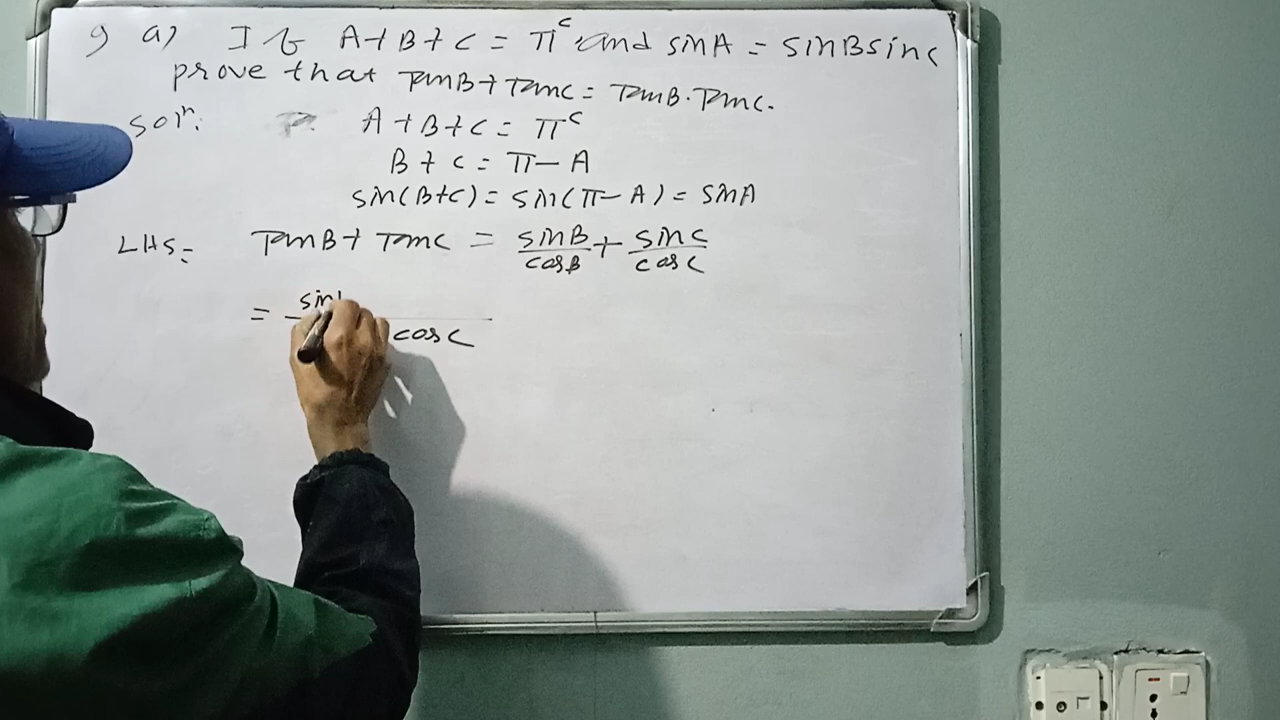 9 a) If A+B+C = π^c and sinA = sinBsinC
prove that TanB+TanC = TanB.TanC.
Solⁿ: A+B+C = π^c
B+C = π-A
sin(B+C) = sin(π-A) = sinA
LHS = TanB+TanC = sinB/cosB + sinC/cosC
= sin
cosC